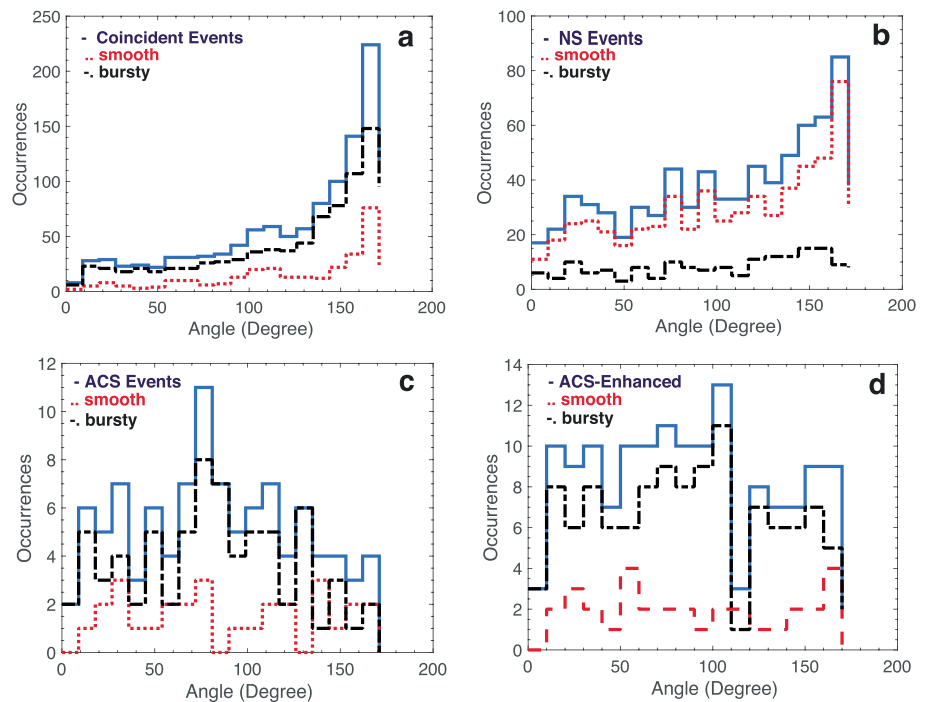 a
- Coincident Events
.. smooth
-. bursty
Occurrences
250
200
150
100
50
0
0 50 100 150 200
Angle (Degree)
b
- NS Events
.. smooth
-. bursty
Occurrences
100
80
60
40
20
0
0 50 100 150 200
Angle (Degree)
c
- ACS Events
.. smooth
-. bursty
Occurrences
12
10
8
6
4
2
0
0 50 100 150 200
Angle (Degree)
d
- ACS-Enhanced
.. smooth
-. bursty
Occurrences
14
12
10
8
6
4
2
0
0 50 100 150 200
Angle (Degree)